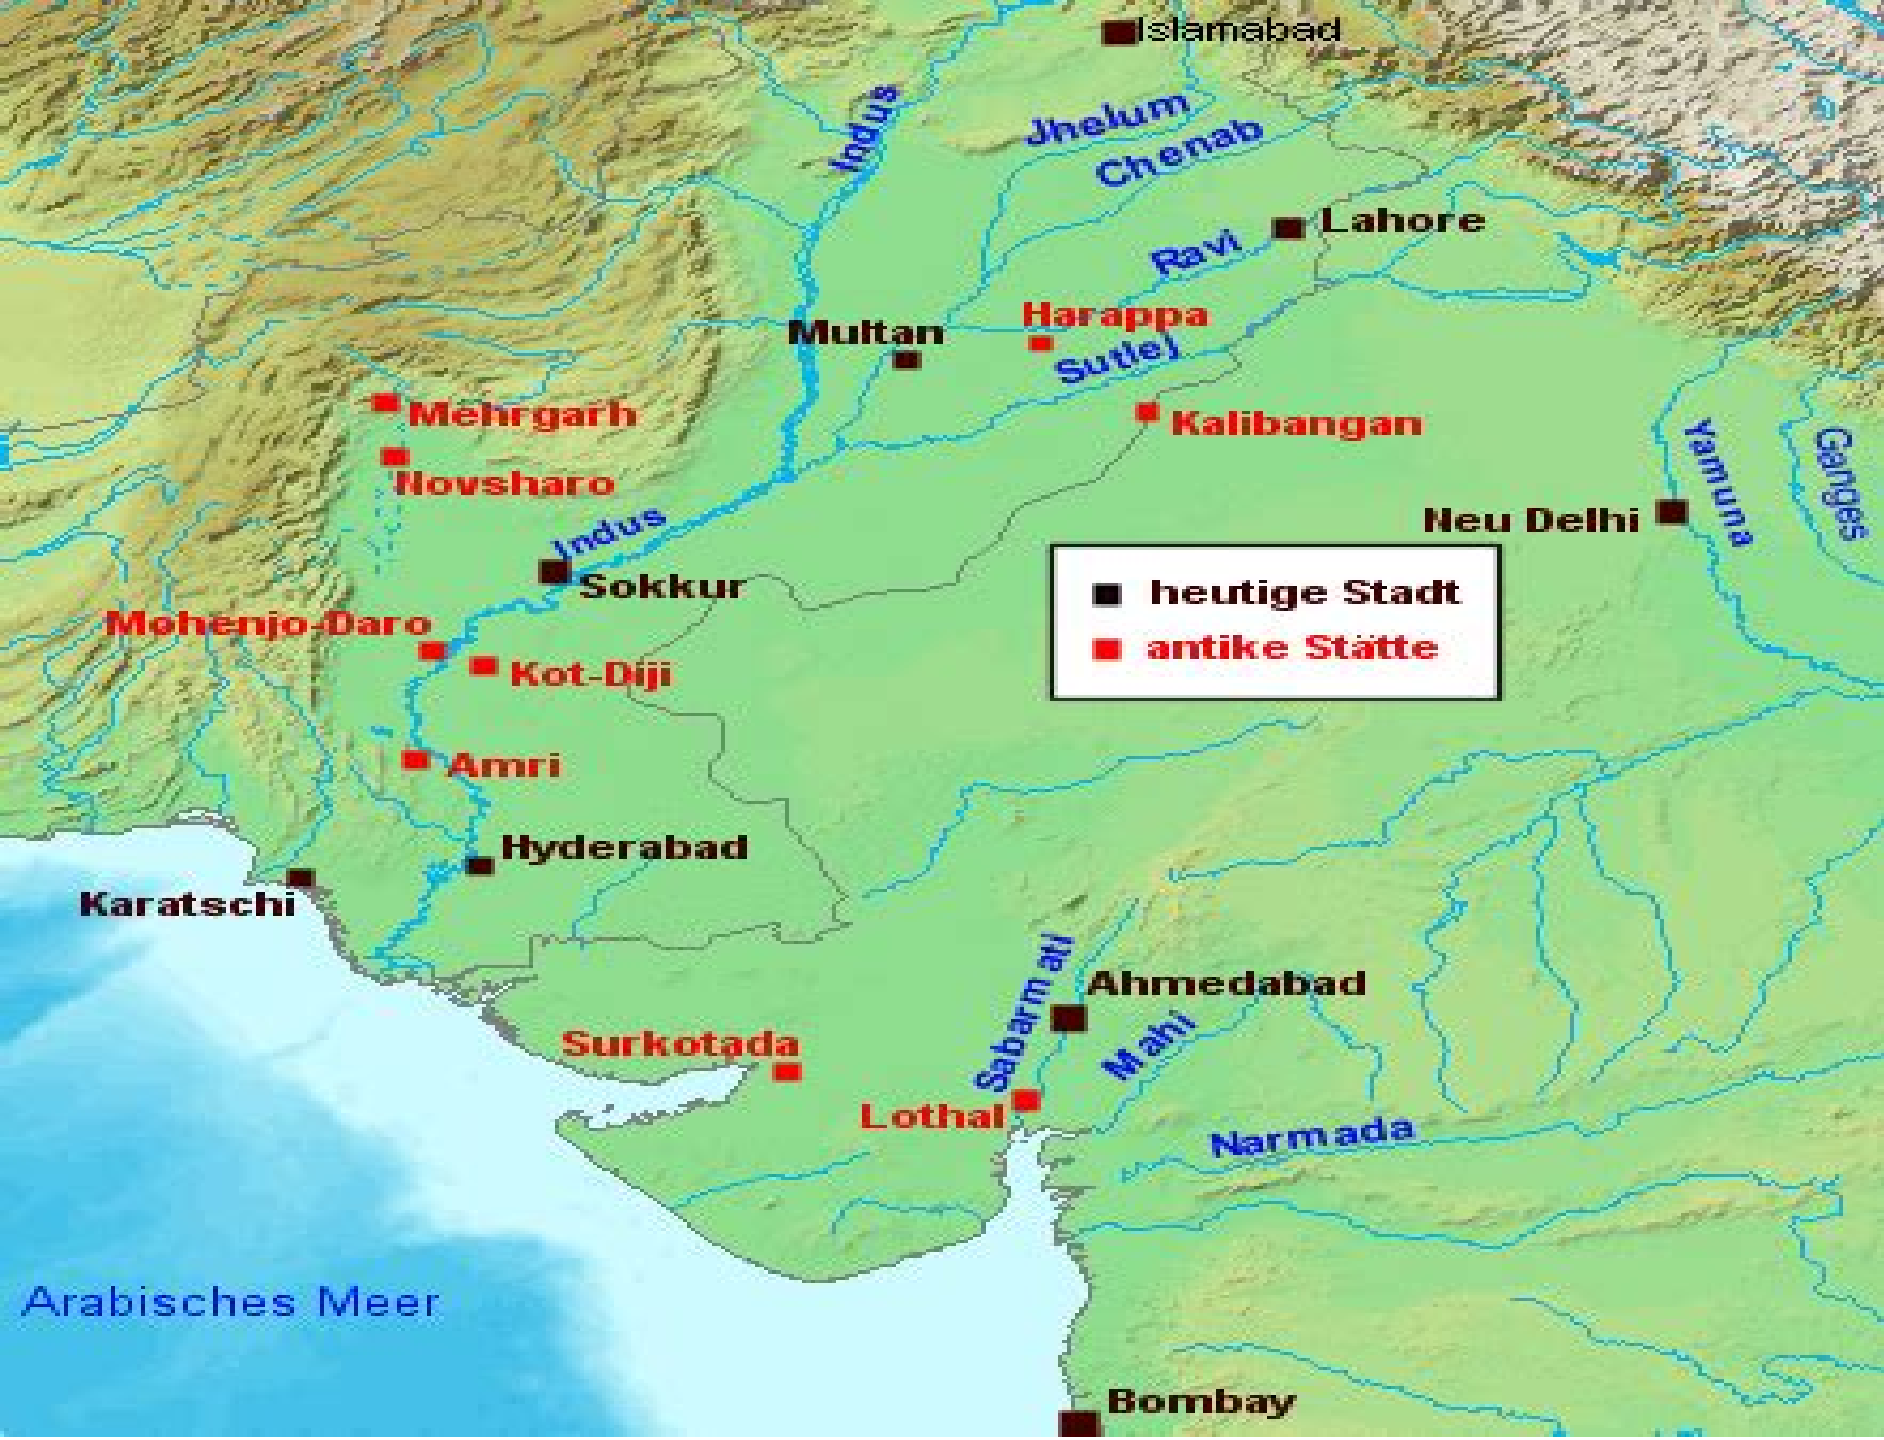 Islamabad
Indus
Jhelum
Chenab
Lahore
Ravi
Harappa
Multan
Sutlej
Mehrgarh
Kalibangan
Novsharo
Yamuna
Ganges
Indus
Neu Delhi
Sokkur
heutige Stadt
Mohenjo-Daro
antike Stätte
Kot-Diji
Amri
Hyderabad
Karatschi
Sabarmati
Ahmedabad
Surkotada
Mahi
Lothal
Narmada
Arabisches Meer
Bombay